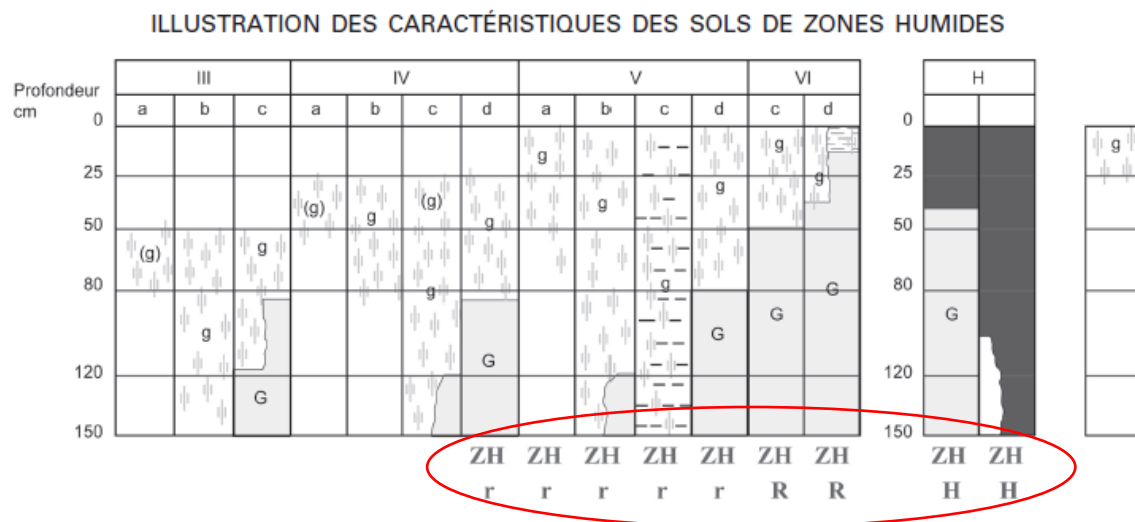 ILLUSTRATION DES CARACTÉRISTIQUES DES SOLS DE ZONES HUMIDES
III IV V VI H
Profondeur
cm
a b c a b c d a b c d c d
0 0
g g g g
25 25
(g) (g) g g g g
50 50
(g) g g
80 80
g g g G
g G G G G
120 120
G
150 150
ZH ZH ZH ZH ZH ZH ZH ZH ZH
r r r r r R R H H